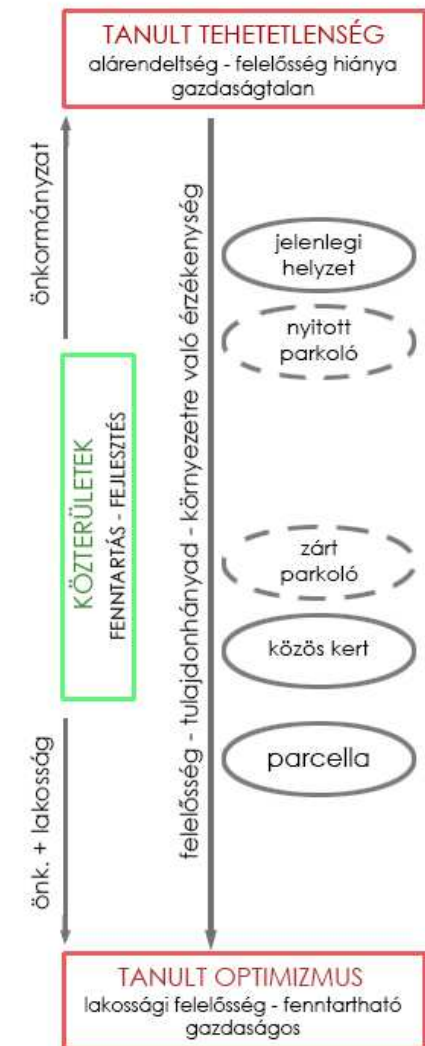 TANULT TEHETETLENSÉG
alárendeltség - felelősség hiánya
gazdaságtalan
önkormányzat
KÖZTERÜLETEK
FENNTARTÁS - FEJLESZTÉS
önk. + lakosság
felelősség - tulajdonhányad - környezetre való érzékenység
jelenlegi
helyzet
nyitott
parkoló
zárt
parkoló
közös kert
parcella
TANULT OPTIMIZMUS
lakossági felelősség - fenntartható
gazdaságos